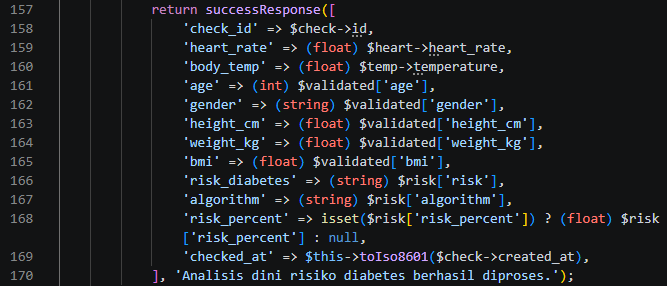 157 return successResponse([
158 'check_id' => $check->id,
159 'heart_rate' => (float) $heart->heart_rate,
160 'body_temp' => (float) $temp->temperature,
161 'age' => (int) $validated['age'],
162 'gender' => (string) $validated['gender'],
163 'height_cm' => (float) $validated['height_cm'],
164 'weight_kg' => (float) $validated['weight_kg'],
165 'bmi' => (float) $validated['bmi'],
166 'risk_diabetes' => (string) $risk['risk'],
167 'algorithm' => (string) $risk['algorithm'],
168 'risk_percent' => isset($risk['risk_percent']) ? (float) $risk
['risk_percent'] : null,
169 'checked_at' => $this->toIso8601($check->created_at),
170 ], 'Analisis dini risiko diabetes berhasil diproses.');